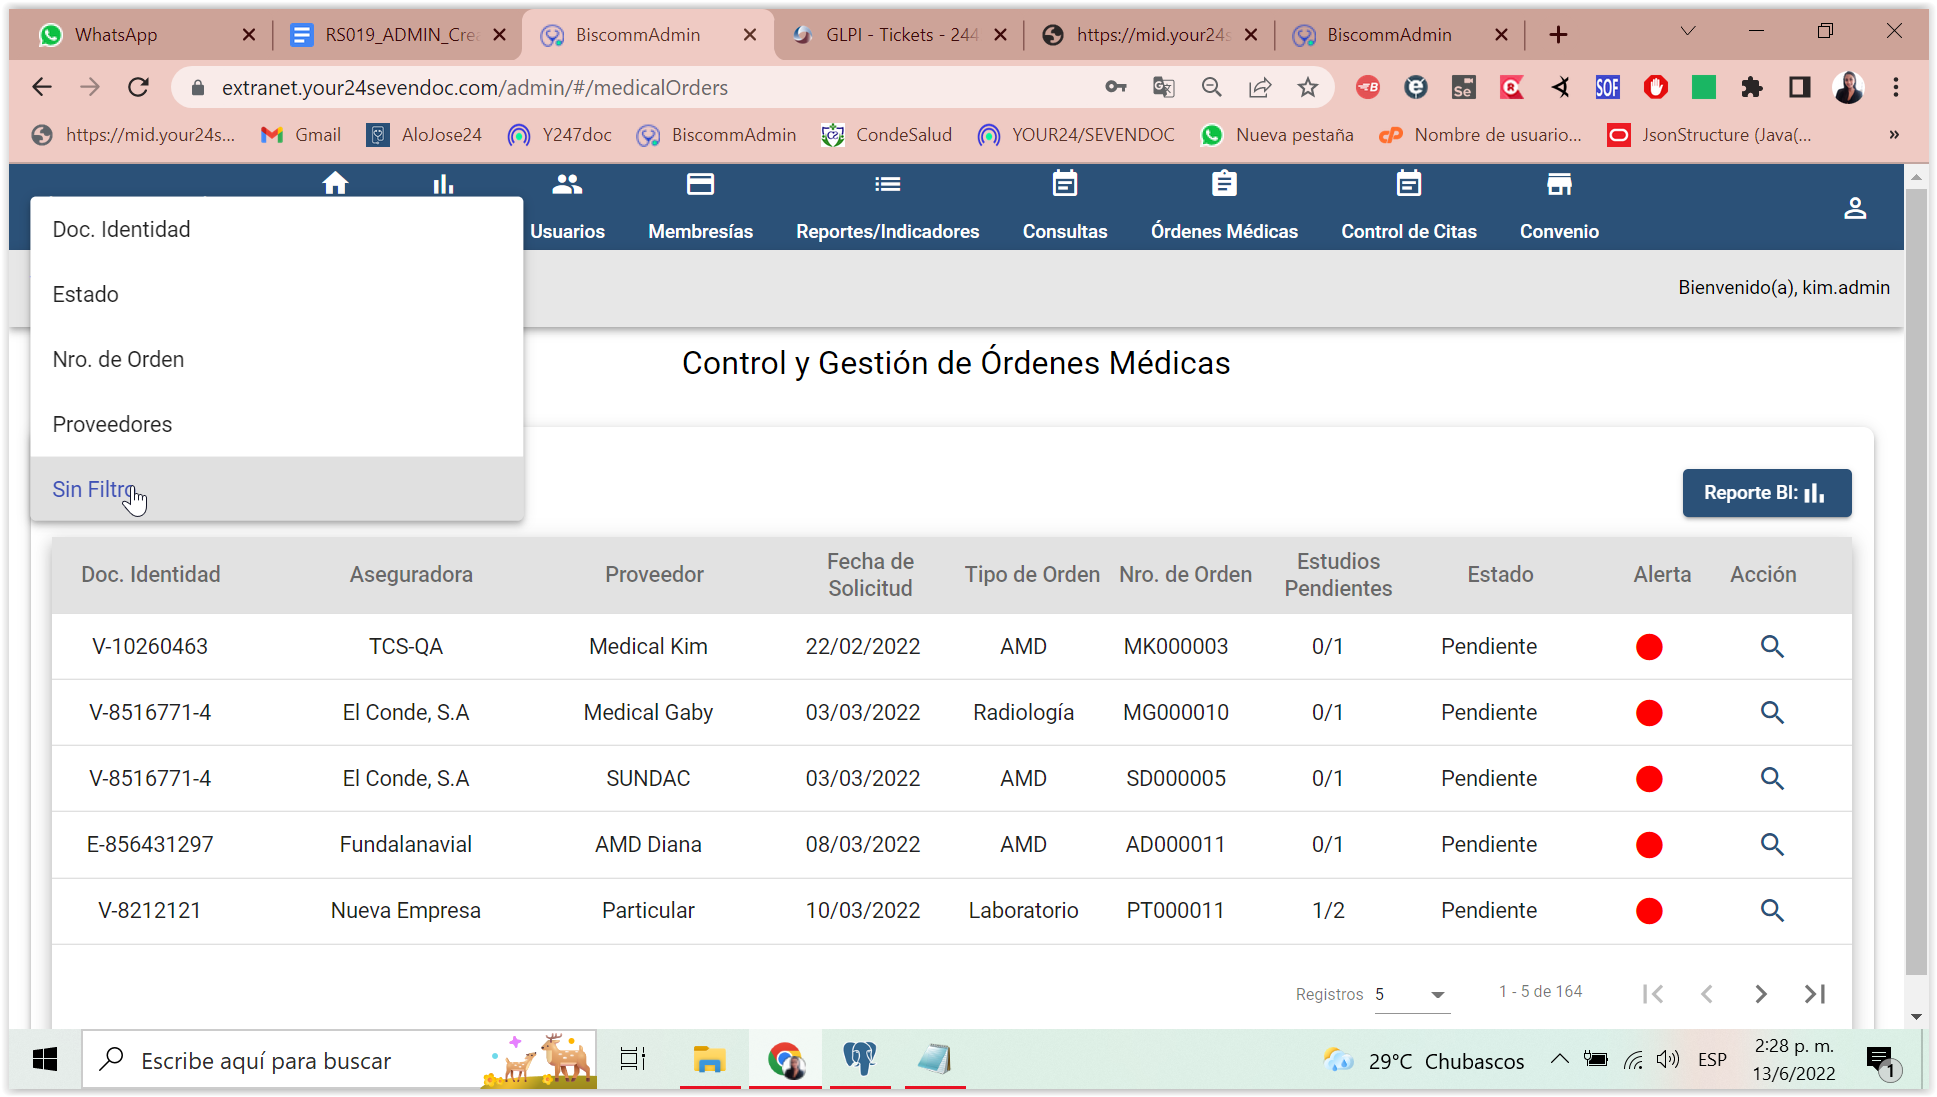 WhatsApp
RS019_ADMIN_Crea
BiscommAdmin
GLPI - Tickets - 244
https://mid.your24s
BiscommAdmin
extranet.your24sevendoc.com/admin/#/medicalOrders
Se
SOF
https://mid.your24s...
Gmail
AloJose24
Y247doc
BiscommAdmin
CondeSalud
YOUR24/SEVENDOC
Nueva pestaña
cP
Nombre de usuario...
JsonStructure (Java(...
»
Usuarios
Membresías
Reportes/Indicadores
Consultas
Órdenes Médicas
Control de Citas
Convenio
Doc. Identidad
Estado
Nro. de Orden
Proveedores
Sin Filtro
Bienvenido(a), kim.admin
Control y Gestión de Órdenes Médicas
Reporte BI:
Doc. Identidad Aseguradora Proveedor Fecha de Solicitud Tipo de Orden Nro. de Orden Estudios Pendientes Estado Alerta Acción
V-10260463 TCS-QA Medical Kim 22/02/2022 AMD MK000003 0/1 Pendiente
V-8516771-4 El Conde, S.A Medical Gaby 03/03/2022 Radiología MG000010 0/1 Pendiente
V-8516771-4 El Conde, S.A SUNDAC 03/03/2022 AMD SD000005 0/1 Pendiente
E-856431297 Fundalanavial AMD Diana 08/03/2022 AMD AD000011 0/1 Pendiente
V-8212121 Nueva Empresa Particular 10/03/2022 Laboratorio PT000011 1/2 Pendiente
Registros 5 1 - 5 de 164
Escribe aquí para buscar
29°C Chubascos
ESP
2:28 p. m.
13/6/2022
1